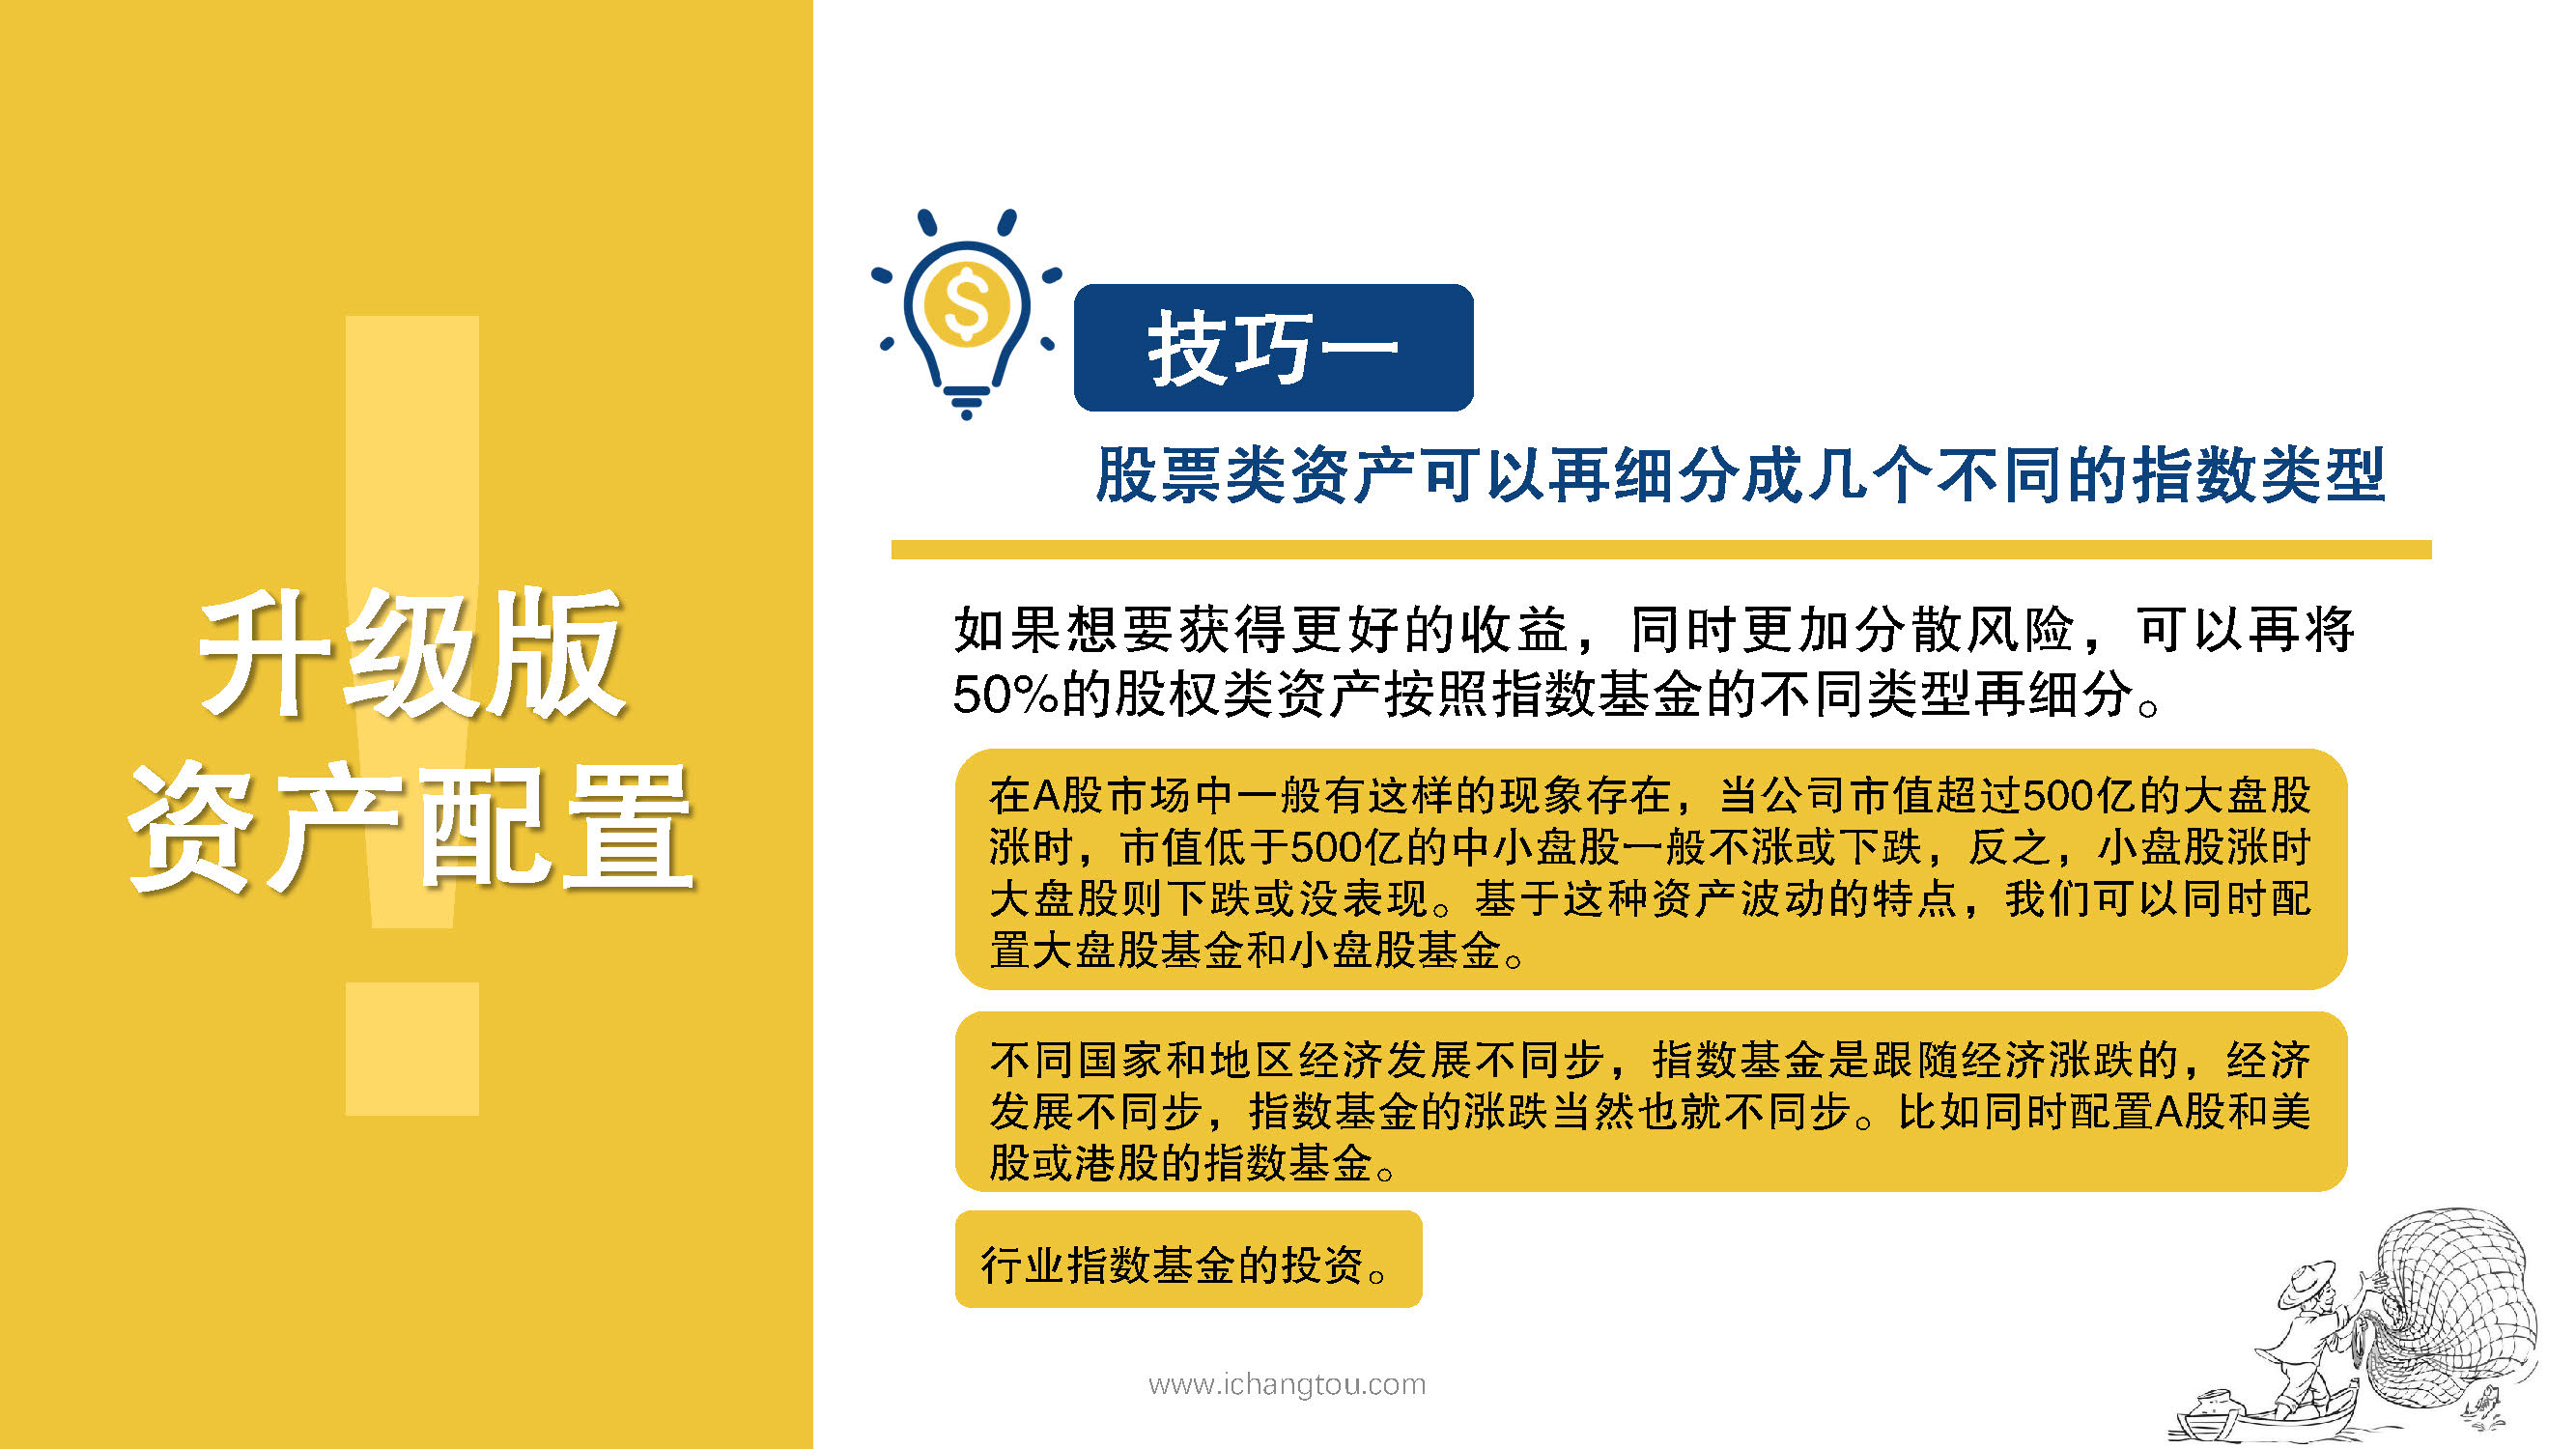 升级版
资产配置
技巧一
股票类资产可以再细分成几个不同的指数类型
如果想要获得更好的收益，同时更加分散风险，可以再将
50%的股权类资产按照指数基金的不同类型再细分。
在A股市场中一般有这样的现象存在，当公司市值超过500亿的大盘股
涨时，市值低于500亿的中小盘股一般不涨或下跌，反之，小盘股涨时
大盘股则下跌或没表现。基于这种资产波动的特点，我们可以同时配
置大盘股基金和小盘股基金。
不同国家和地区经济发展不同步，指数基金是跟随经济涨跌的，经济
发展不同步，指数基金的涨跌当然也就不同步。比如同时配置A股和美
股或港股的指数基金。
行业指数基金的投资。
www.ichangtou.com